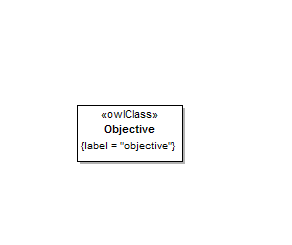 «owlClass»
Objective
{label = "objective"}